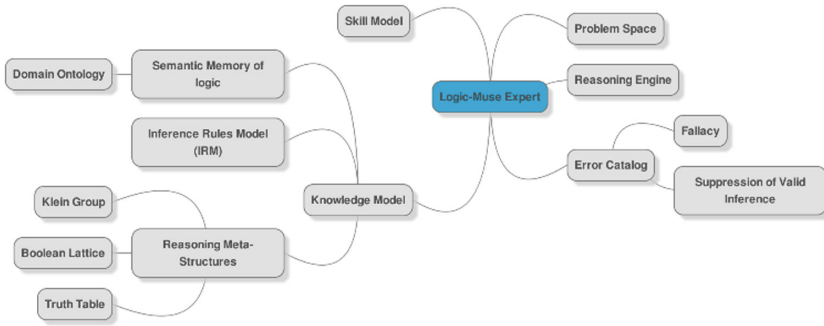 Skill Model
Problem Space
Domain Ontology
Semantic Memory of
logic
Logic-Muse Expert
Reasoning Engine
Inference Rules Model
(IRM)
Fallacy
Error Catalog
Suppression of Valid
Inference
Klein Group
Knowledge Model
Boolean Lattice
Reasoning Meta-
Structures
Truth Table